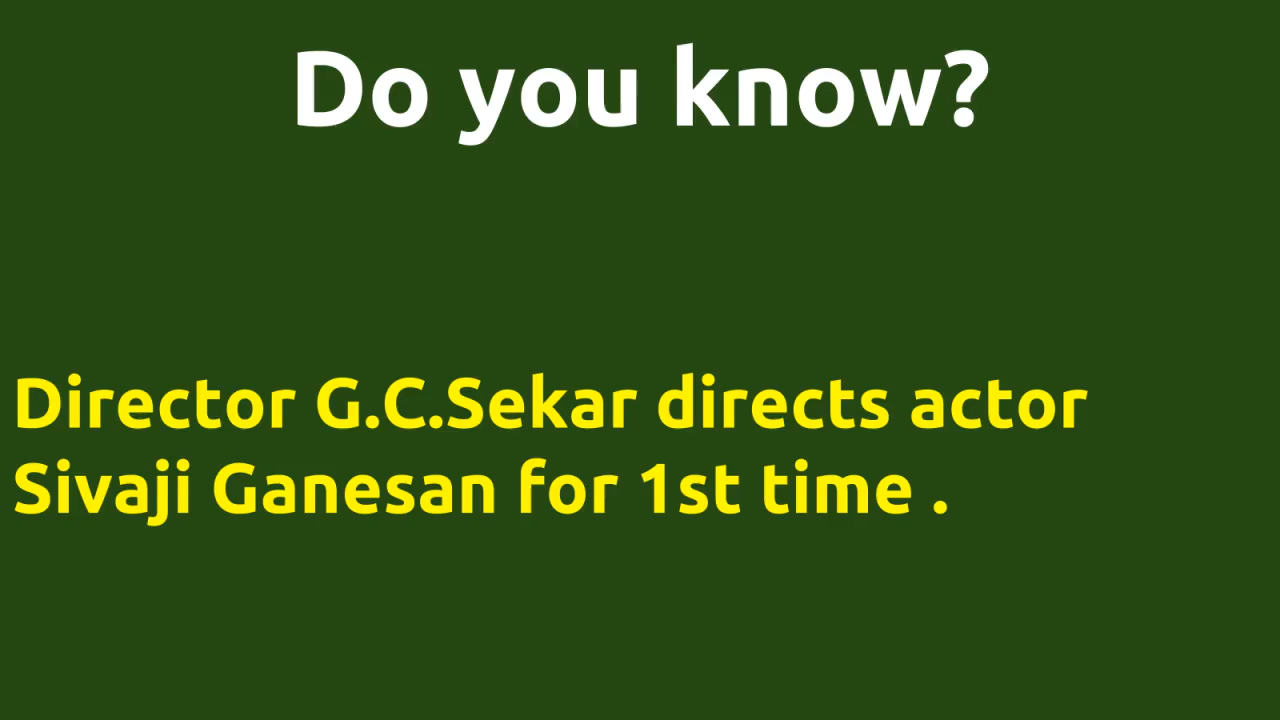 Do you know?
Director G.C.Sekar directs actor
Sivaji Ganesan for 1st time .